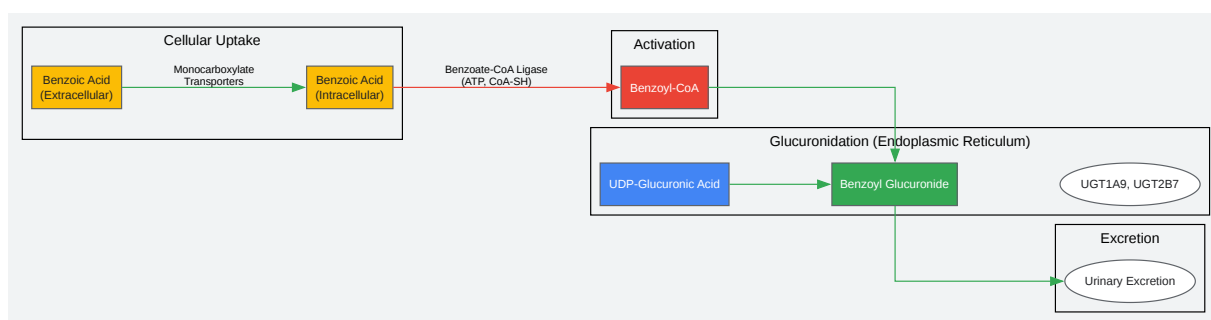 Cellular Uptake
Benzoic Acid
(Extracellular)
Monocarboxylate
Transporters
Benzoic Acid
(Intracellular)
Benzoate-CoA Ligase
(ATP, CoA-SH)
Activation
Benzoyl-CoA
Glucuronidation (Endoplasmic Reticulum)
UDP-Glucuronic Acid
Benzoyl Glucuronide
UGT1A9, UGT2B7
Excretion
Urinary Excretion